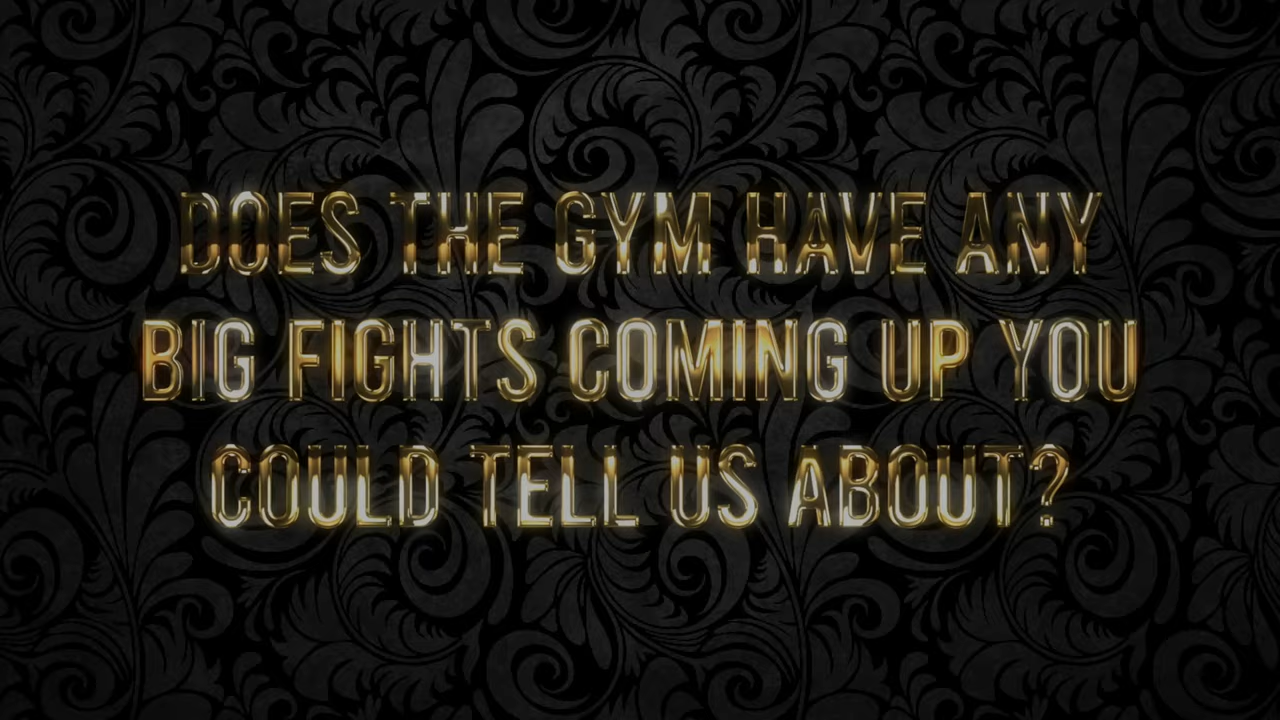 DOES THE GYM HAVE ANY
BIG FIGHTS COMING UP YOU
COULD TELL US ABOUT?